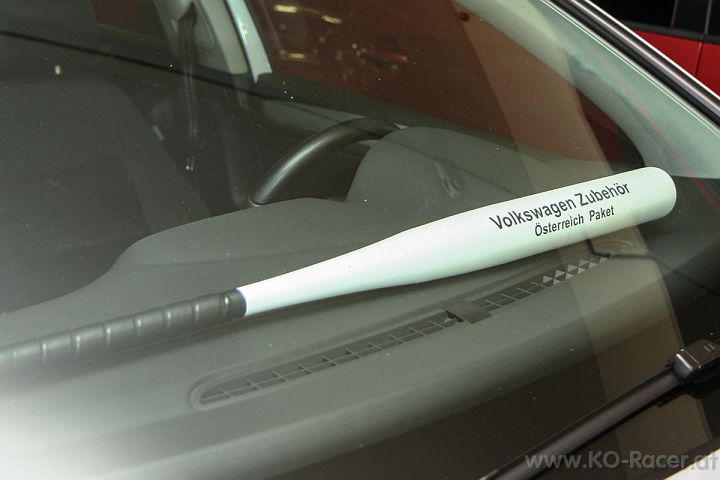 Volkswagen Zubehör
Österreich Paket
www.KO-Racer.at